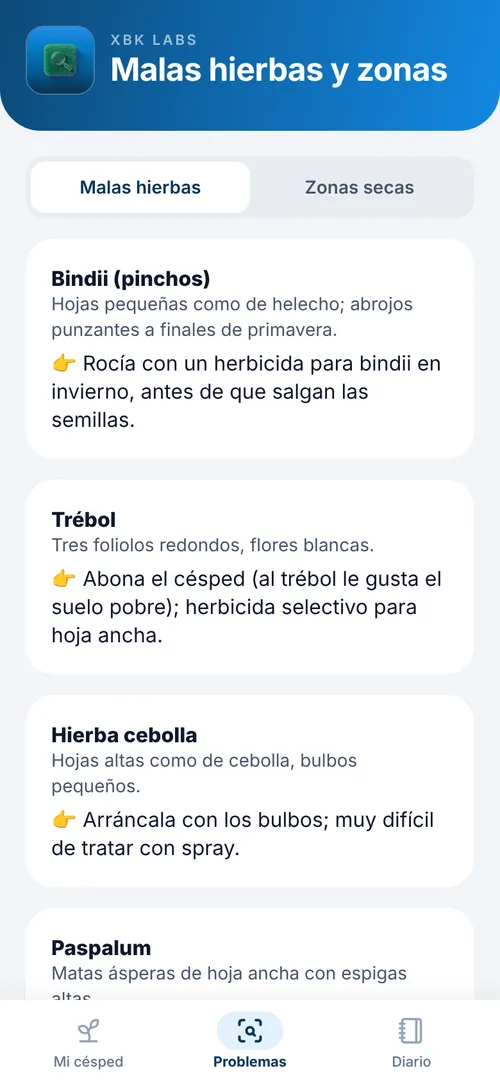 XBK LABS
Malas hierbas y zonas
Malas hierbas
Zonas secas
Bindii (pinchos)
Hojas pequeñas como de helecho; abrojos
punzantes a finales de primavera.
👉 Rocía con un herbicida para bindii en
invierno, antes de que salgan las
semillas.
Trébol
Tres foliolos redondos, flores blancas.
👉 Abona el césped (al trébol le gusta el
suelo pobre); herbicida selectivo para
hoja ancha.
Hierba cebolla
Hojas altas como de cebolla, bulbos
pequeños.
👉 Arráncala con los bulbos; muy difícil
de tratar con spray.
Paspalum
Matas ásperas de hoja ancha con espigas
altas
Mi césped
Problemas
Diario